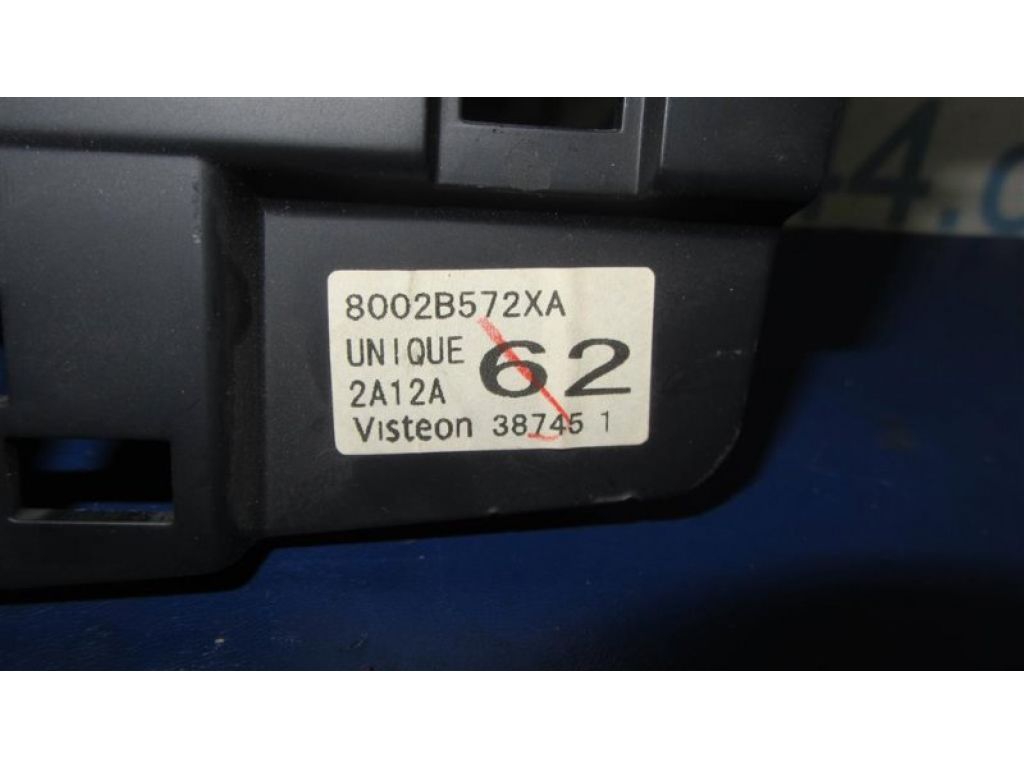 8002B572XA
UNIQUE 62
2A12A
Visteon 38745 1